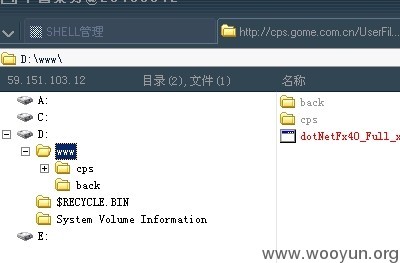 SHELL管理
http://cps.gome.com.cn/UserFil...
D:\www\
59.151.103.12
目录(2),文件(1)
名称
A:
C:
D:
www
cps
back
$RECYCLE.BIN
System Volume Information
E:
back
cps
dotNetFx40_Full_x
www.wooyun.org